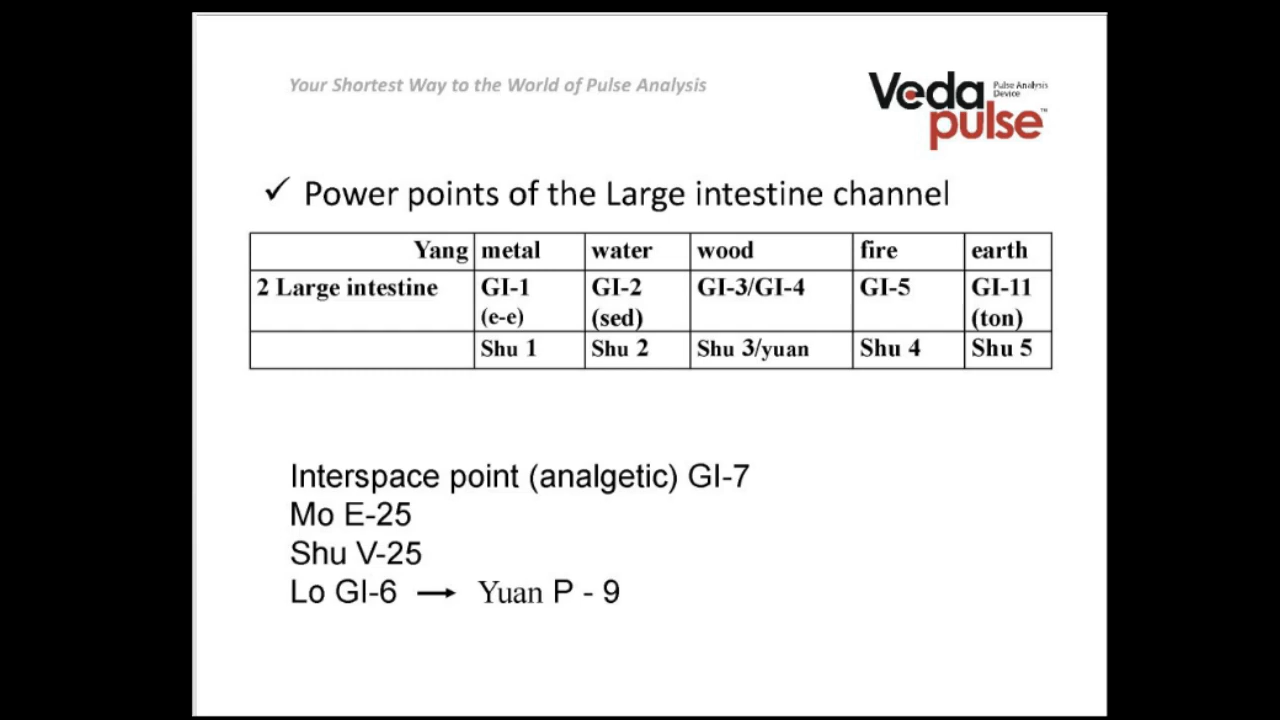 Your Shortest Way to the World of Pulse Analysis
Veda Pulse Analysis
Device
pulse™
✓ Power points of the Large intestine channel
Yang metal water wood fire earth
2 Large intestine GI-1 GI-2 GI-3/GI-4 GI-5 GI-11
(e-e) (sed) (ton)
Shu 1 Shu 2 Shu 3/yuan Shu 4 Shu 5
Interspace point (analgetic) GI-7
Mo E-25
Shu V-25
Lo GI-6 → Yuan P - 9